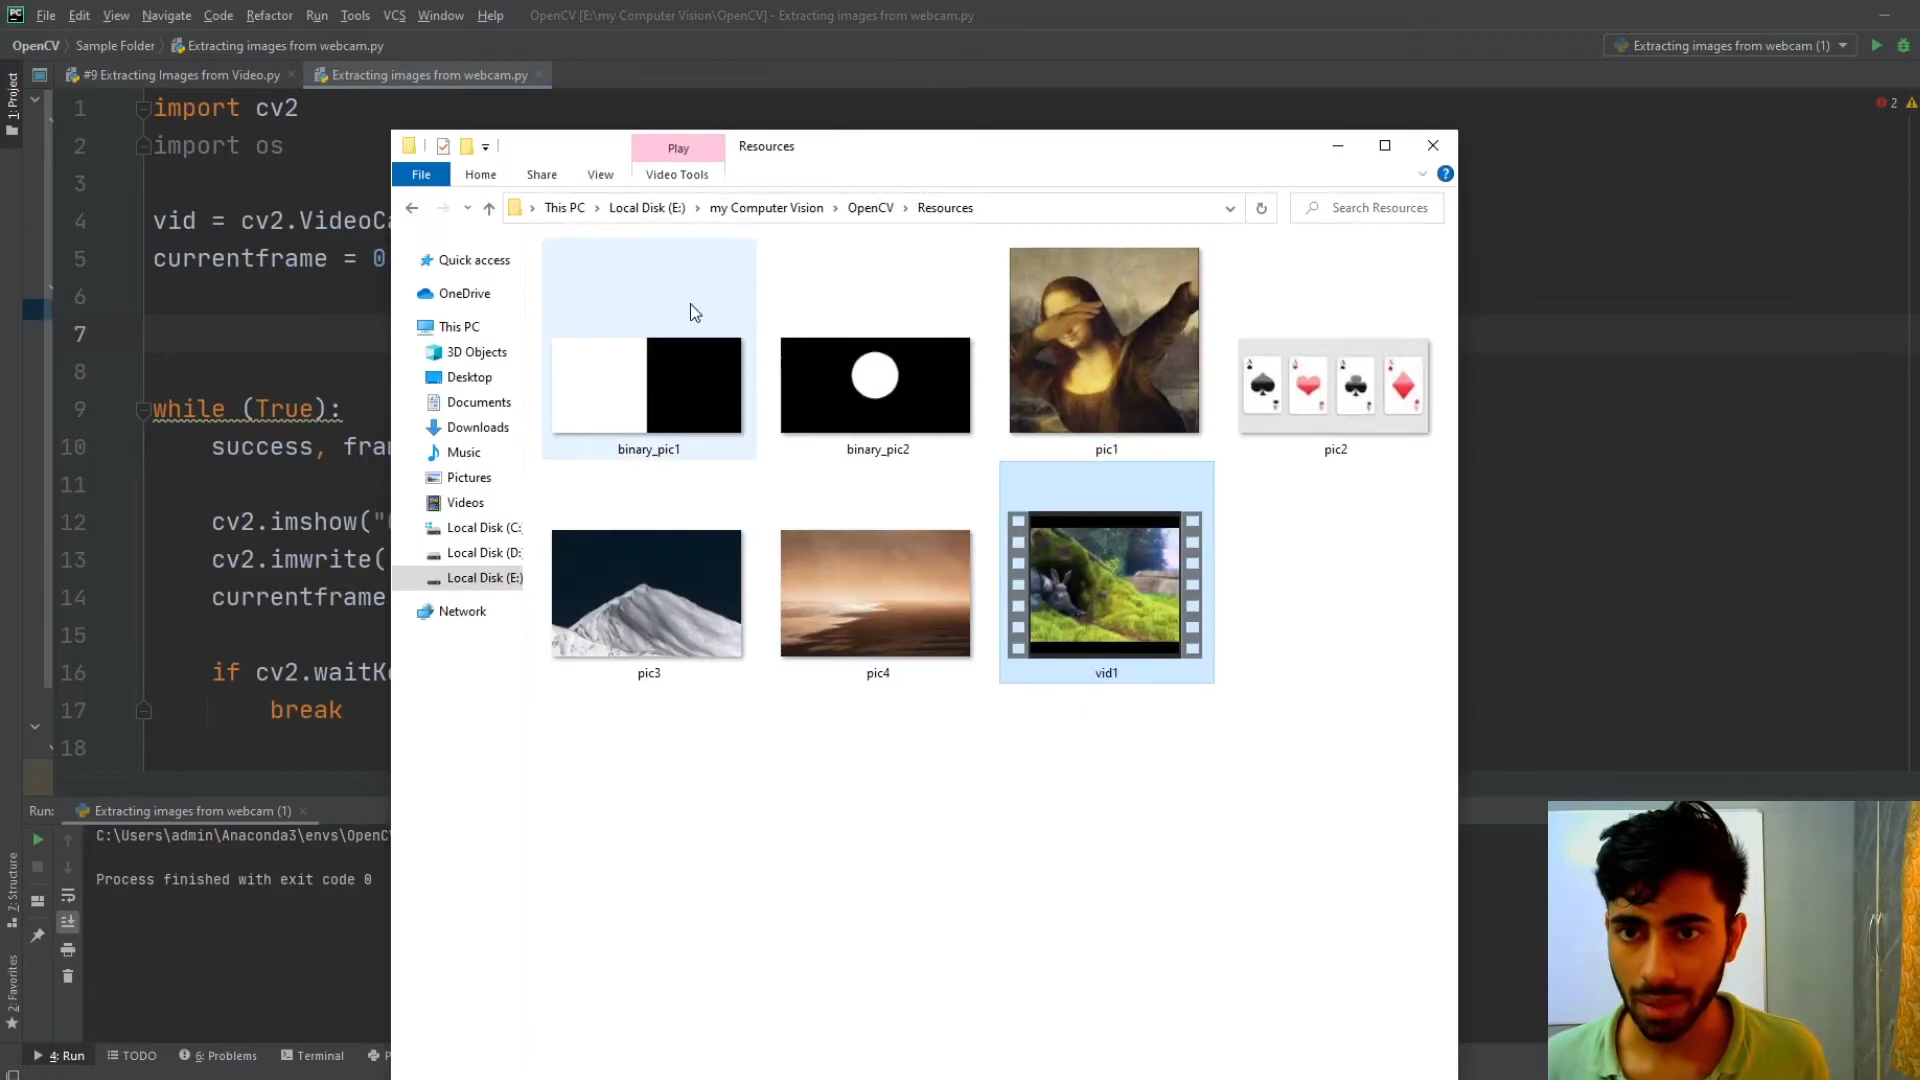 PC File Edit View Navigate Code Refactor Run Tools VCS Window Help OpenCV [E:\my Computer Vision\OpenCV] - Extracting images from webcam.py
OpenCV Sample Folder Extracting images from webcam.py Extracting images from webcam (1)
#9 Extracting Images from Video.py Extracting images from webcam.py
1: Project
2
1 import cv2
2 import os
3
4 vid = cv2.VideoCa
5 currentframe = 0
6
7
8
9 while (True):
10 success, fra
11
12 cv2.imshow("
13 cv2.imwrite(
14 currentframe
15
16 if cv2.waitK
17 break
18
Play Resources
File Home Share View Video Tools
This PC Local Disk (E:) my Computer Vision OpenCV Resources Search Resources
Quick access
OneDrive
This PC
3D Objects
Desktop
Documents
Downloads
Music
Pictures
Videos
Local Disk (C:
Local Disk (D:
Local Disk (E:)
Network
binary_pic1 binary_pic2 pic1 pic2
pic3 pic4 vid1
Run: Extracting images from webcam (1)
C:\Users\admin\Anaconda3\envs\OpenCV
Process finished with exit code 0
7: Structure
2: Favorites
4: Run TODO 6: Problems Terminal